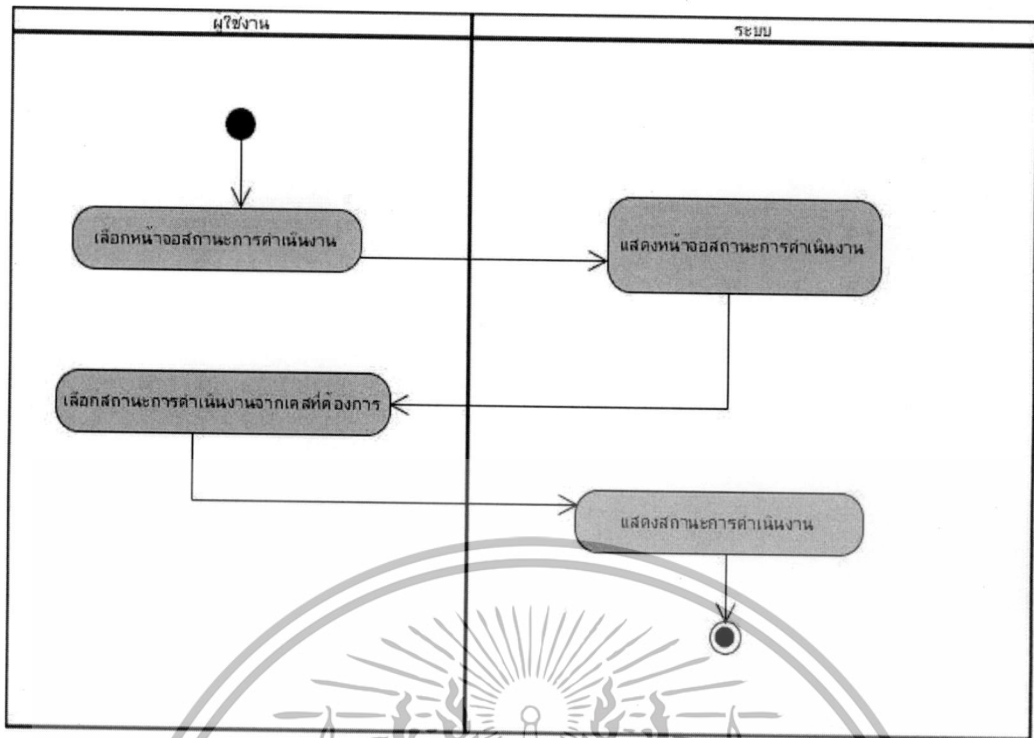 ผู้ใช้งาน
ระบบ
เลือกหน้าจอสถานะการดำเนินงาน
แสดงหน้าจอสถานะการดำเนินงาน
เลือกสถานะการดำเนินงานจากเคสที่ต้องการ
แสดงสถานะการดำเนินงาน